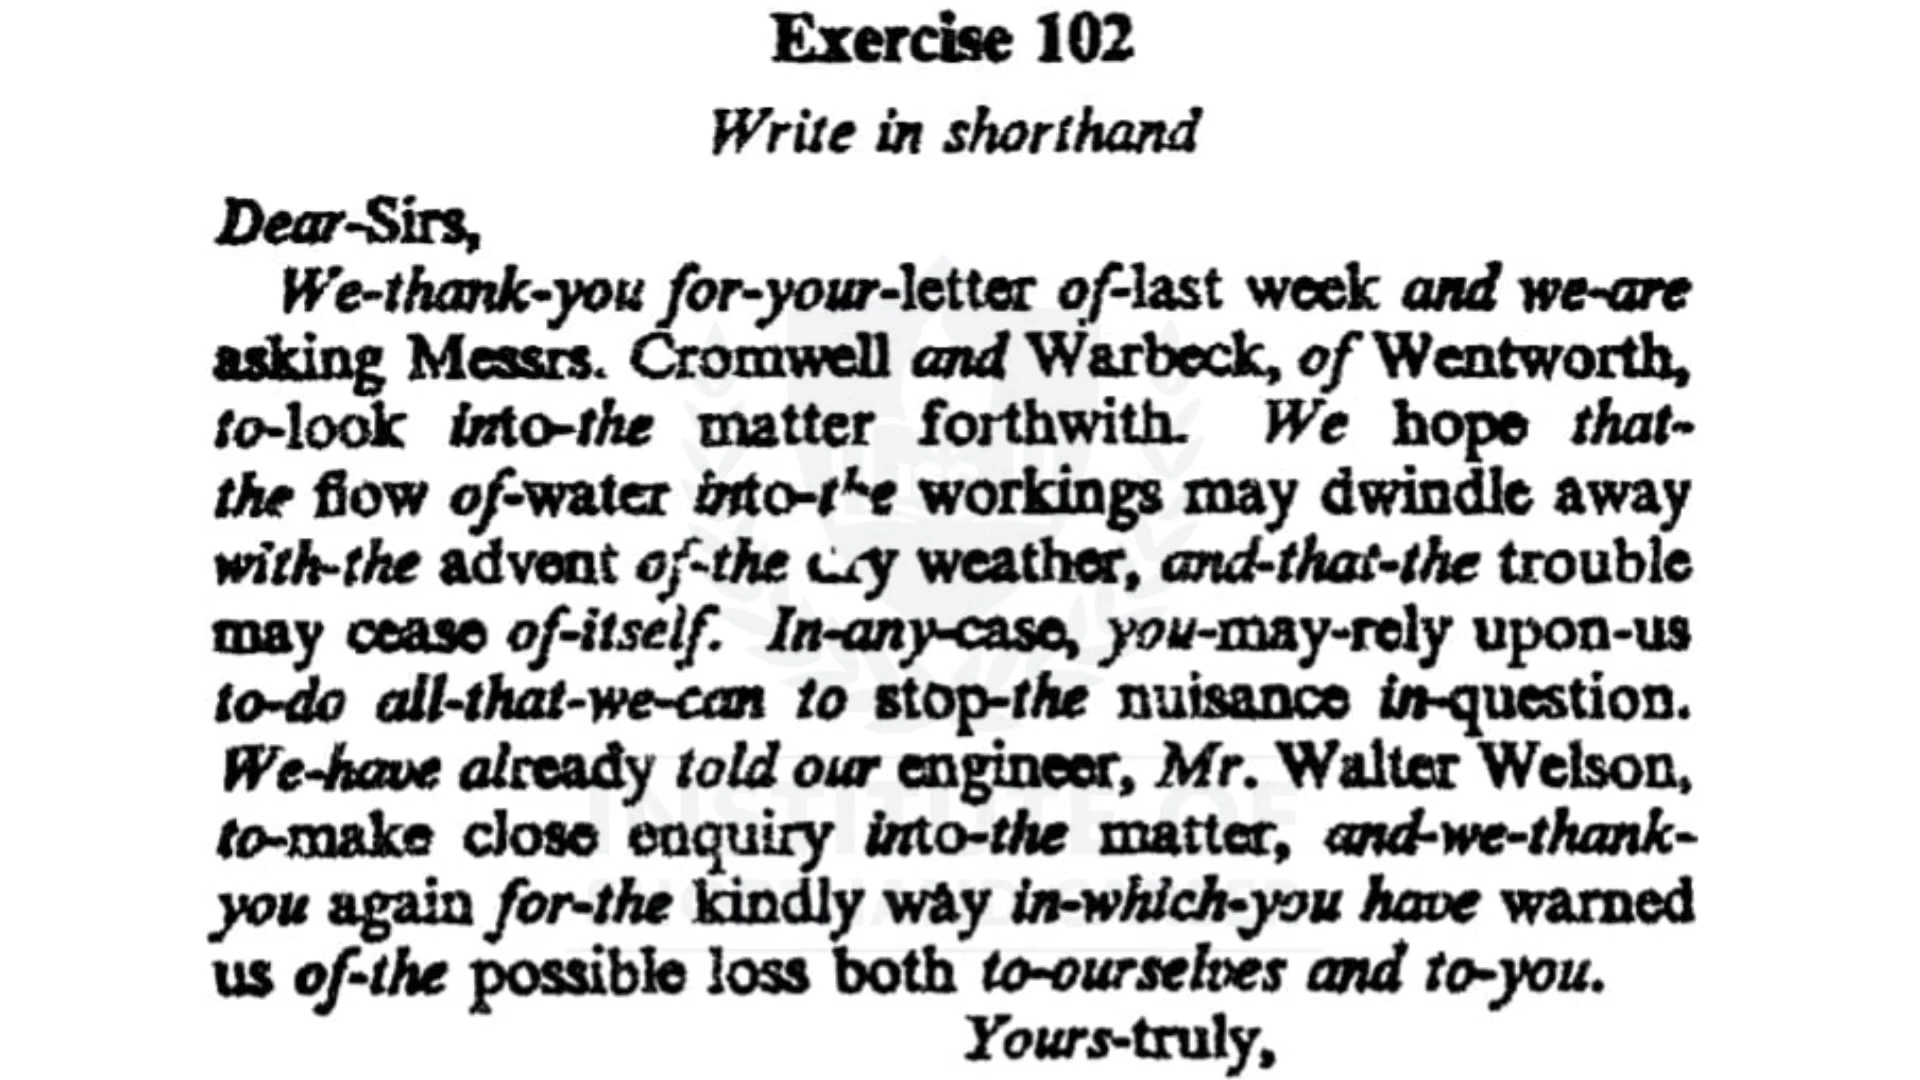 Exercise 102
Write in shorthand
Dear-Sirs,
We-thank-you for-your-letter of-last week and we-are
asking Messrs. Cromwell and Warbeck, of Wentworth,
to-look into-the matter forthwith. We hope that-
the flow of-water into-the workings may dwindle away
with-the advent of-the dry weather, and-that-the trouble
may cease of-itself. In-any-case, you-may-rely upon-us
to-do all-that-we-can to stop-the nuisance in-question.
We-have already told our engineer, Mr. Walter Welson,
to-make close enquiry into-the matter, and-we-thank-
you again for-the kindly way in-which-you have warned
us of-the possible loss both to-ourselves and to-you.
Yours-truly,
INSTITUTE OF